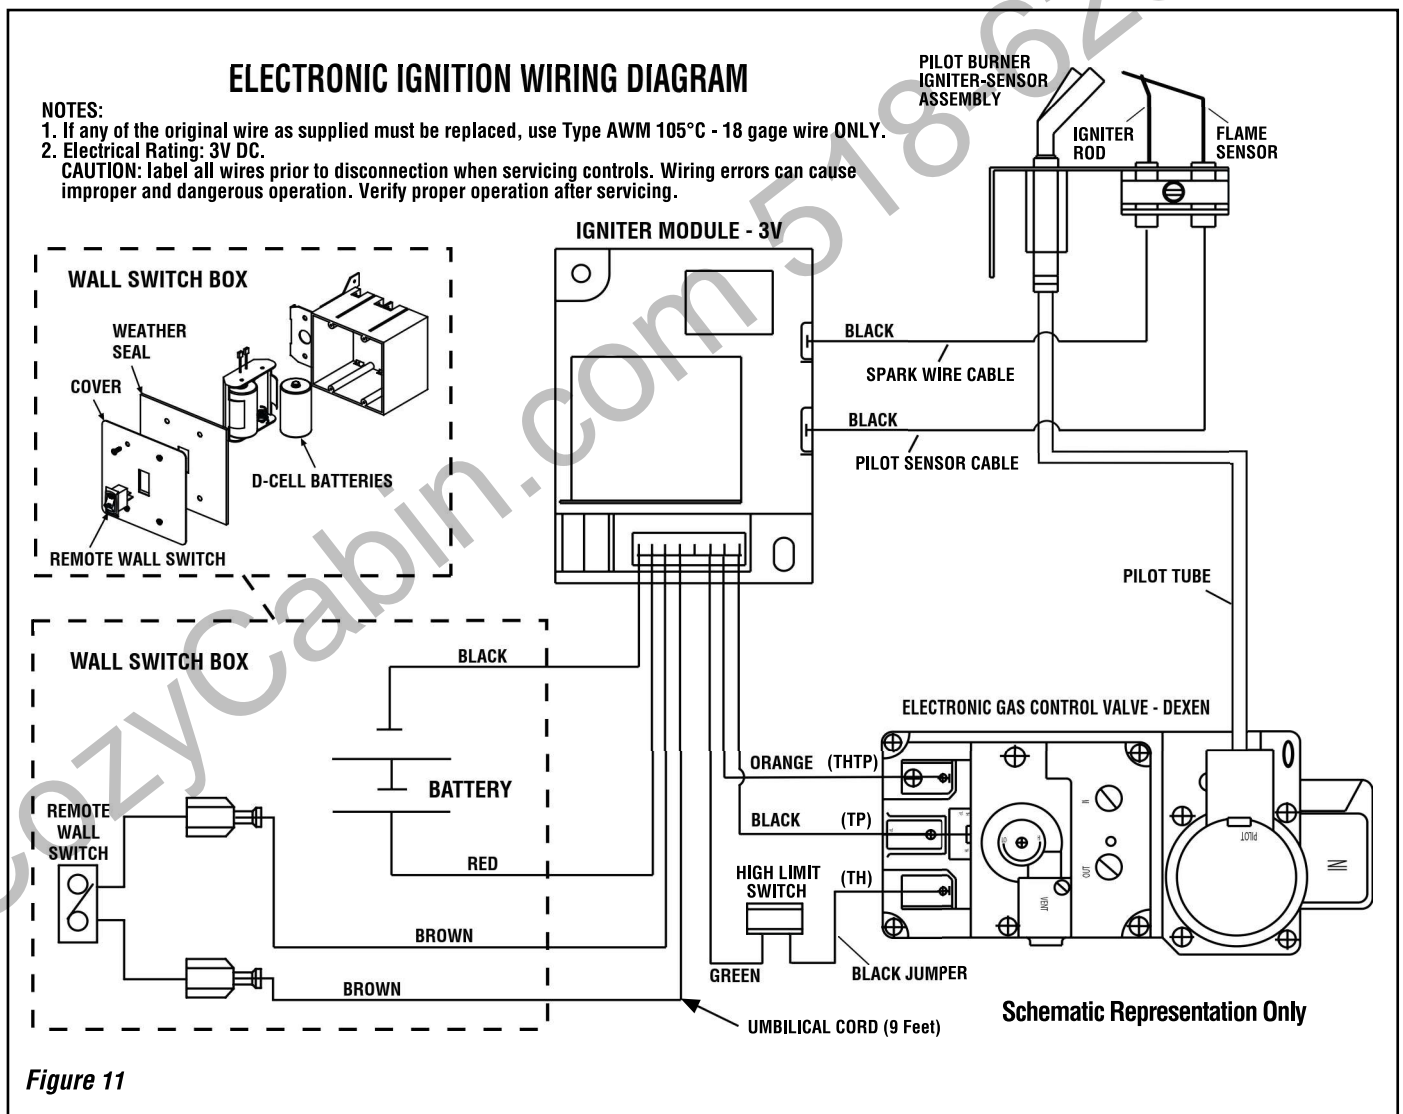 ELECTRONIC IGNITION WIRING DIAGRAM
NOTES:
1. If any of the original wire as supplied must be replaced, use Type AWM 105°C - 18 gage wire ONLY.
2. Electrical Rating: 3V DC.
CAUTION: label all wires prior to disconnection when servicing controls. Wiring errors can cause
improper and dangerous operation. Verify proper operation after servicing.
PILOT BURNER
IGNITER-SENSOR
ASSEMBLY
IGNITER
ROD
FLAME
SENSOR
IGNITER MODULE - 3V
WALL SWITCH BOX
WEATHER
SEAL
COVER
D-CELL BATTERIES
REMOTE WALL SWITCH
BLACK
SPARK WIRE CABLE
BLACK
PILOT SENSOR CABLE
PILOT TUBE
WALL SWITCH BOX
BLACK
BATTERY
REMOTE
WALL
SWITCH
RED
BROWN
BROWN
ELECTRONIC GAS CONTROL VALVE - DEXEN
ORANGE (THTP)
BLACK (TP)
HIGH LIMIT
SWITCH
(TH)
GREEN
BLACK JUMPER
UMBILICAL CORD (9 Feet)
IN
OUT
VENT
PILOT
IN
Schematic Representation Only
Figure 11
CozyCabin.com 518-62